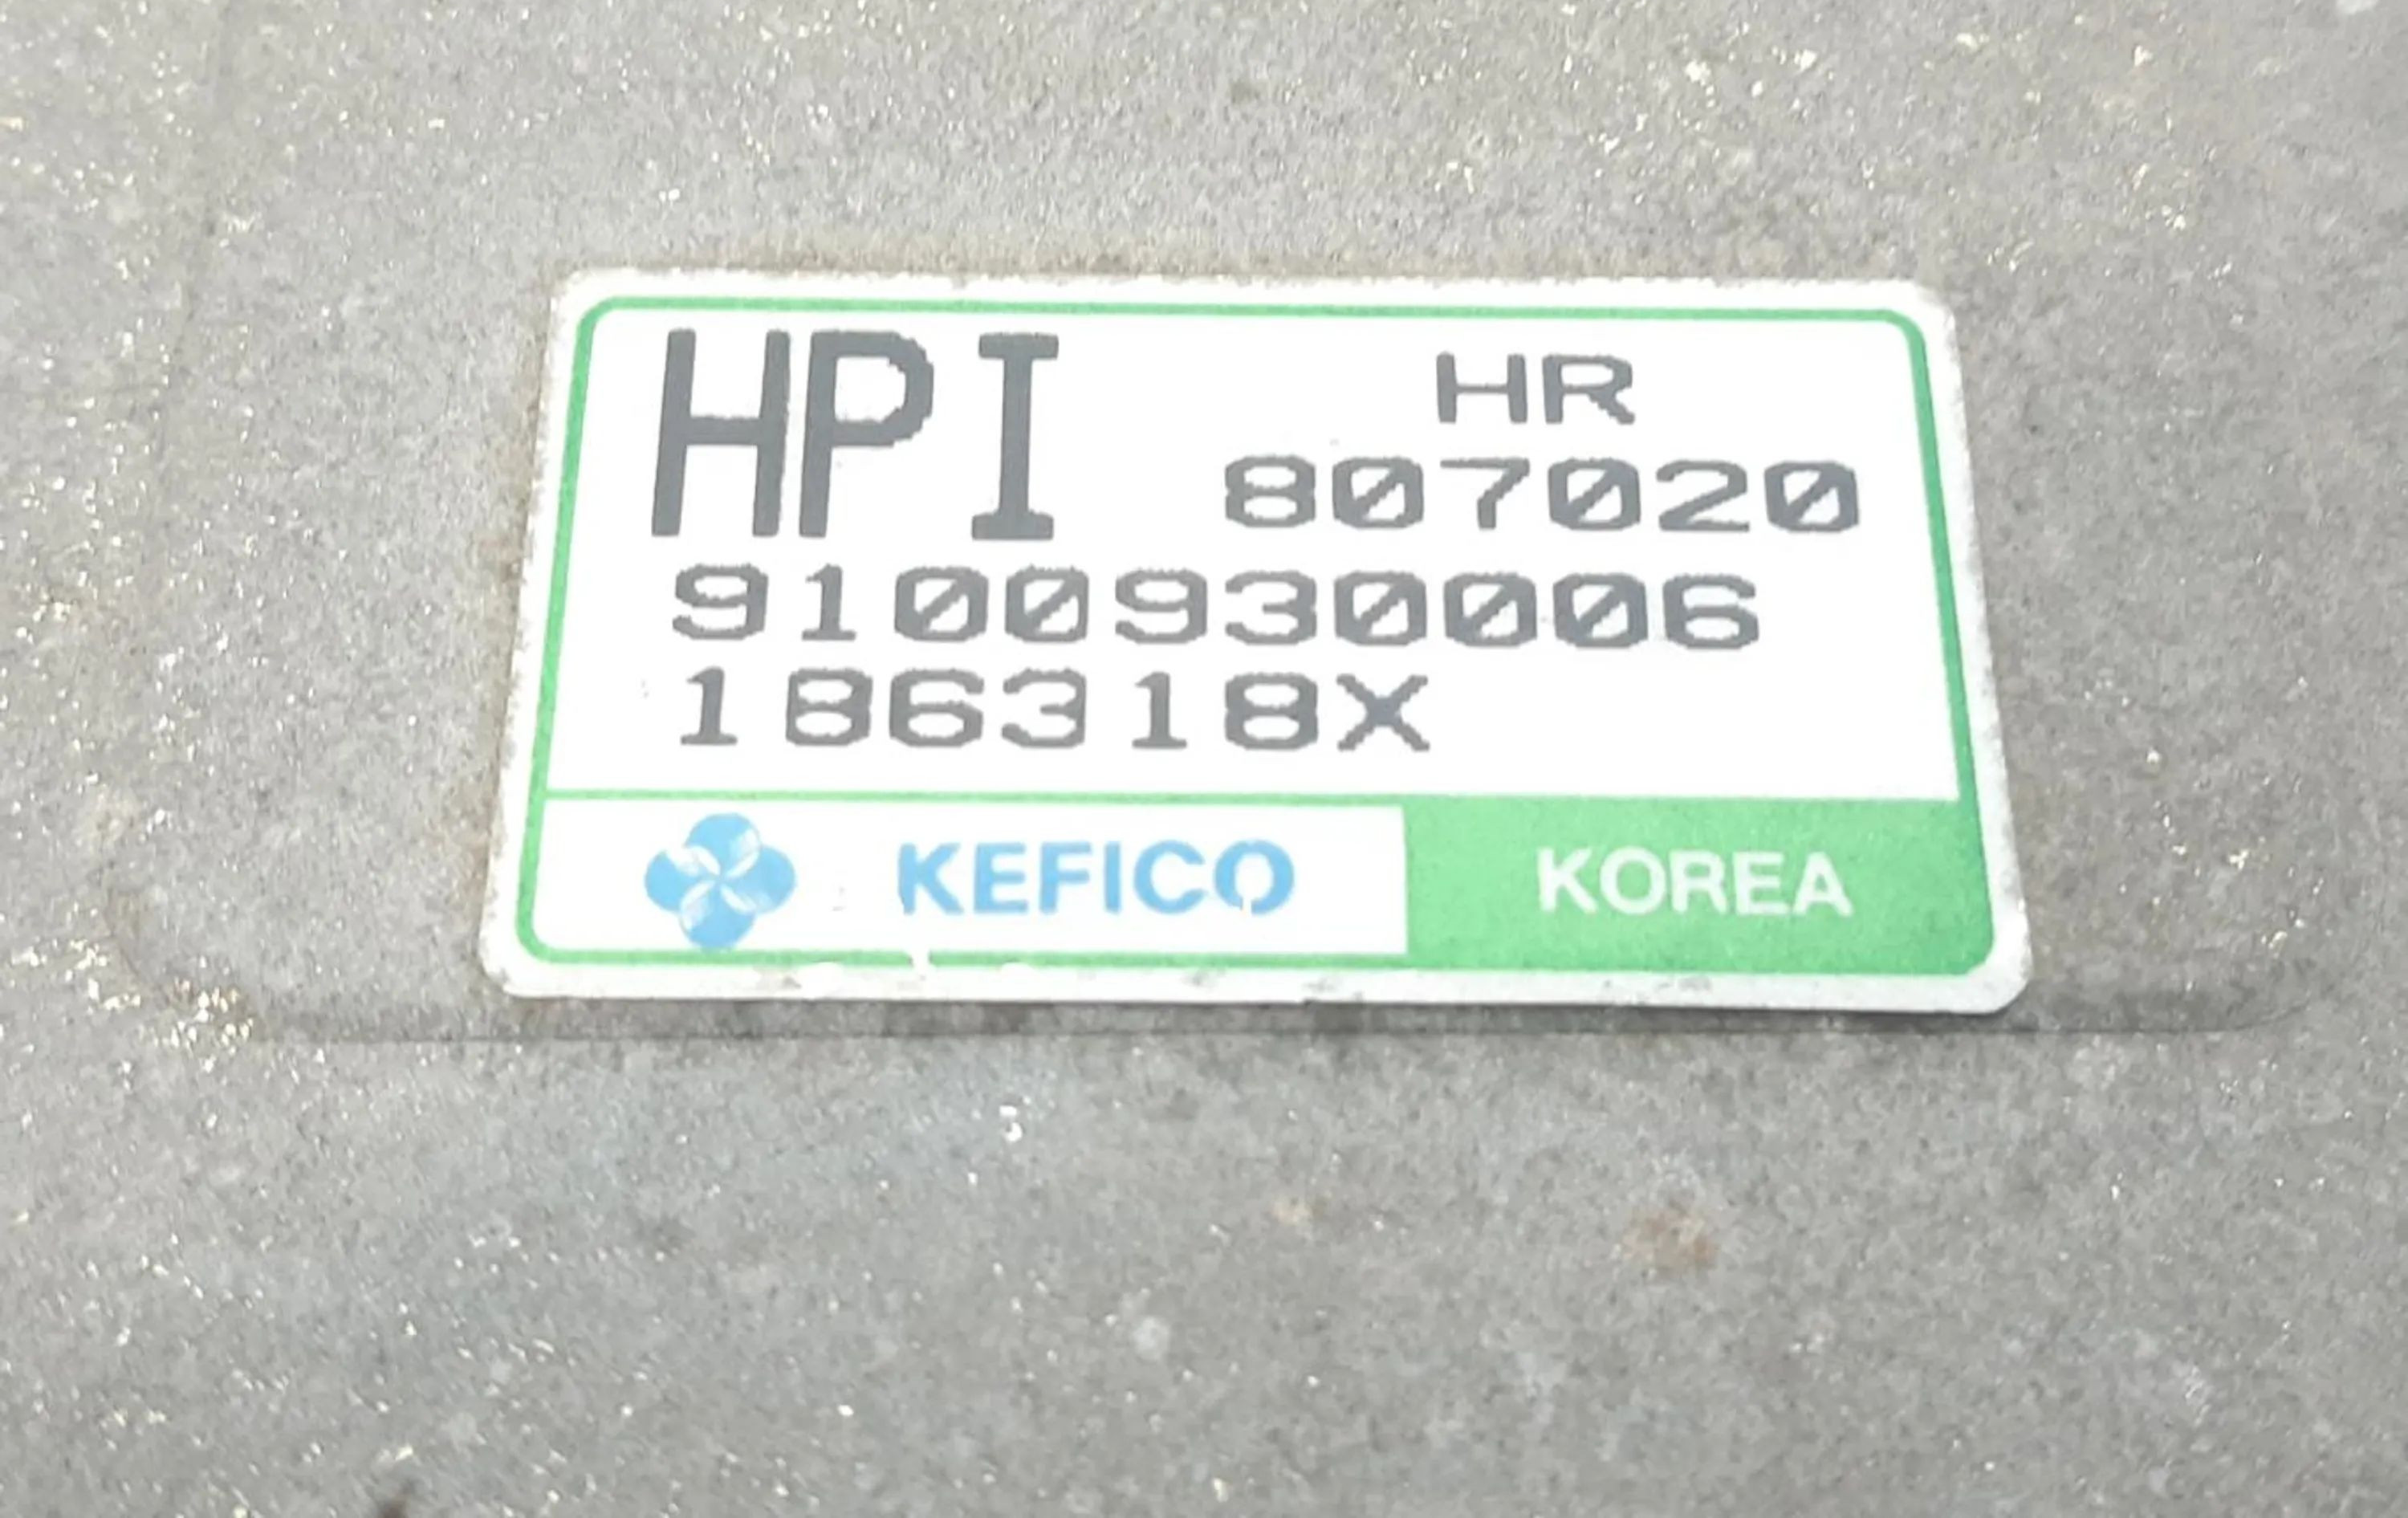 HPI HR
807020
9100930006
186318X
KEFICO KOREA